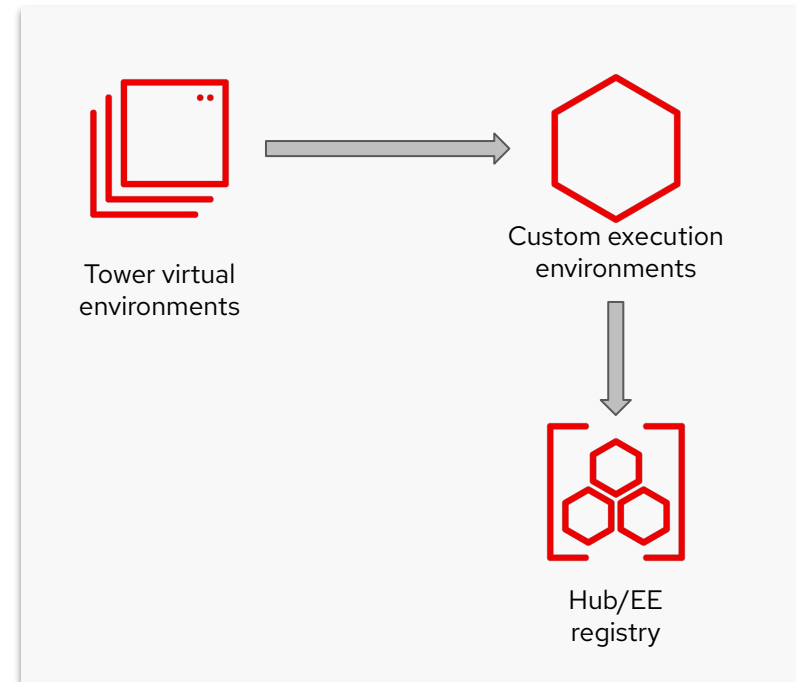 Tower virtual
environments
Custom execution
environments
Hub/EE
registry